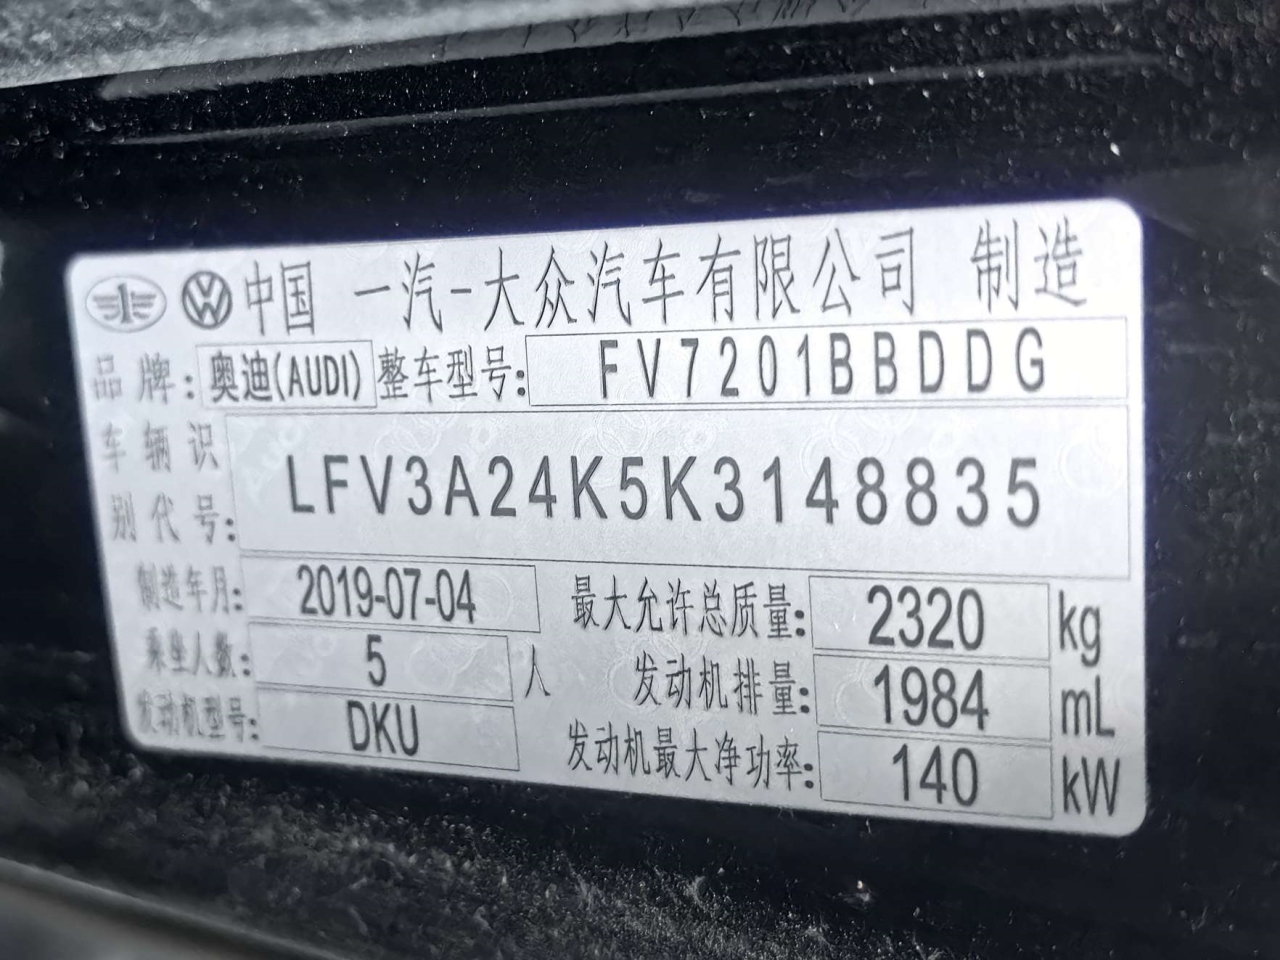 中国 一汽-大众汽车有限公司 制造
品牌: 奥迪(AUDI) 整车型号: FV7201BBDDG
车辆识别代号: LFV3A24K5K3148835
制造年月: 2019-07-04 最大允许总质量: 2320 kg
乘坐人数: 5 人 发动机排量: 1984 mL
发动机型号: DKU 发动机最大净功率: 140 kW